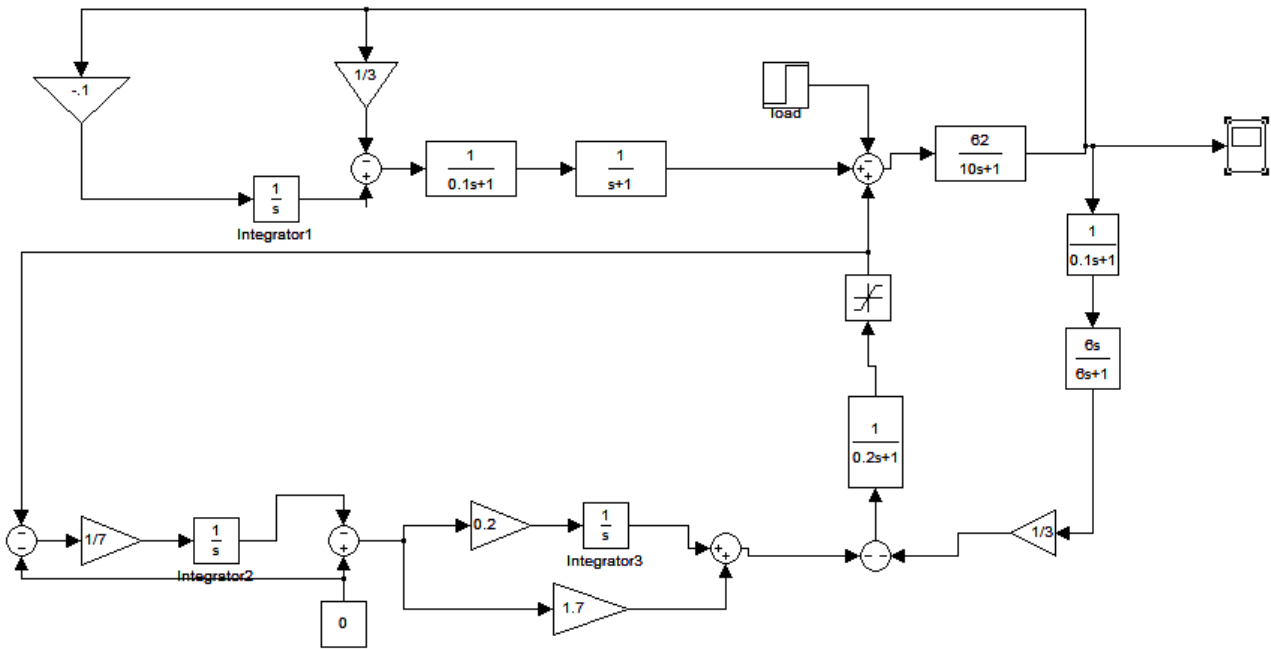 -.1
1/3
load
1
0.1s+1
1
s+1
62
10s+1
1
s
Integrator1
1
0.1s+1
6s
6s+1
1
0.2s+1
1/7
1
s
Integrator2
0.2
1
s
Integrator3
1/3
1.7
0